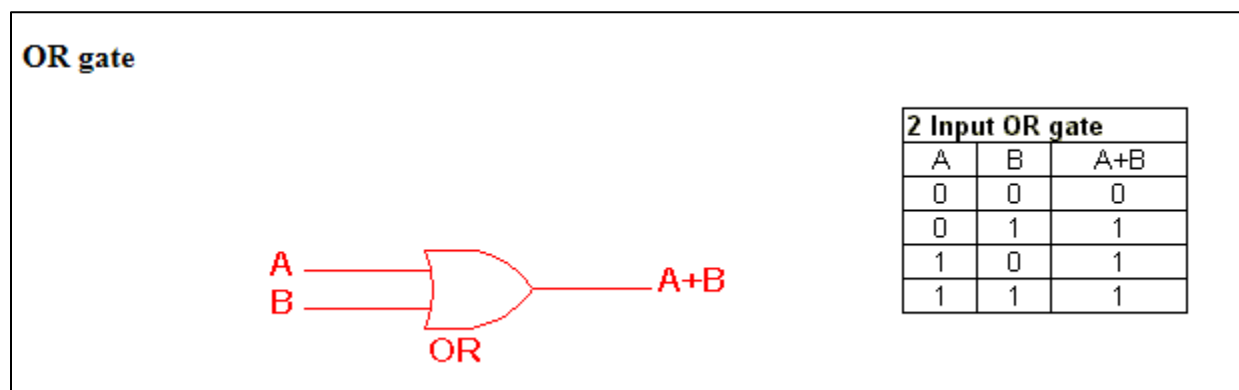 OR gate
2 Input OR gate
A B A+B
0 0 0
0 1 1
1 0 1
1 1 1
A
B
A+B
OR